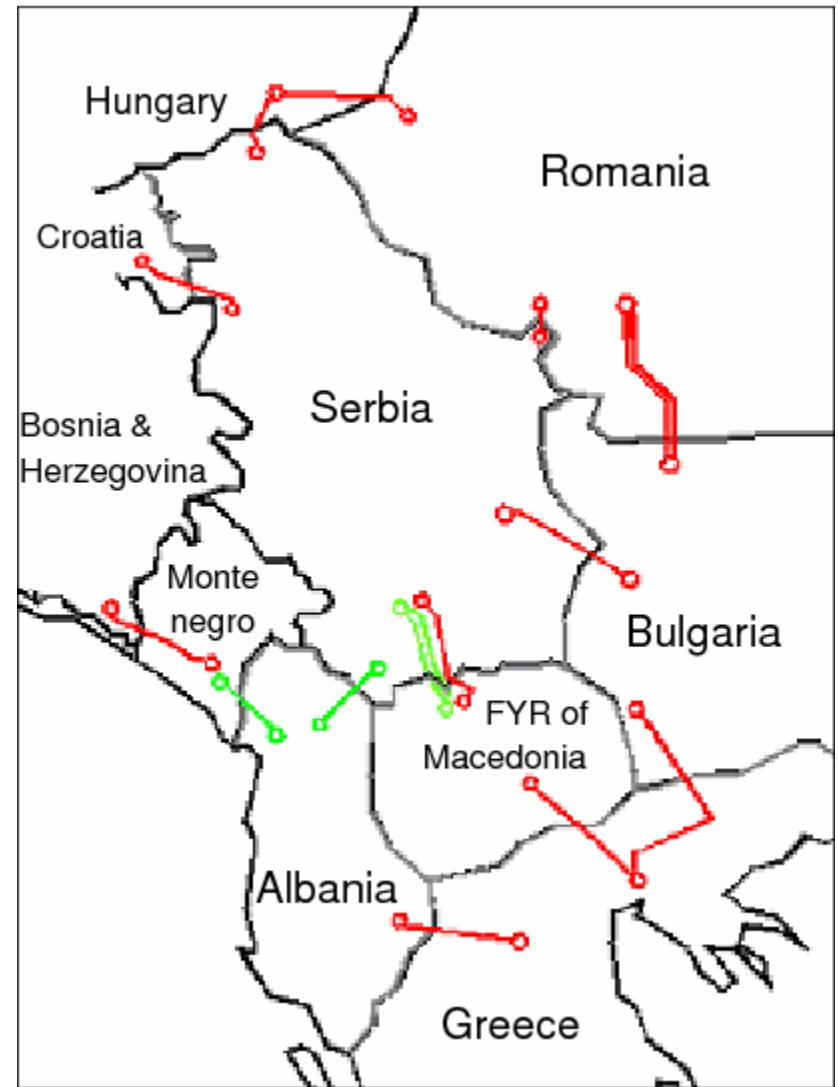 Hungary
Romania
Croatia
Serbia
Bosnia &
Herzegovina
Monte
negro
Bulgaria
FYR of
Macedonia
Albania
Greece